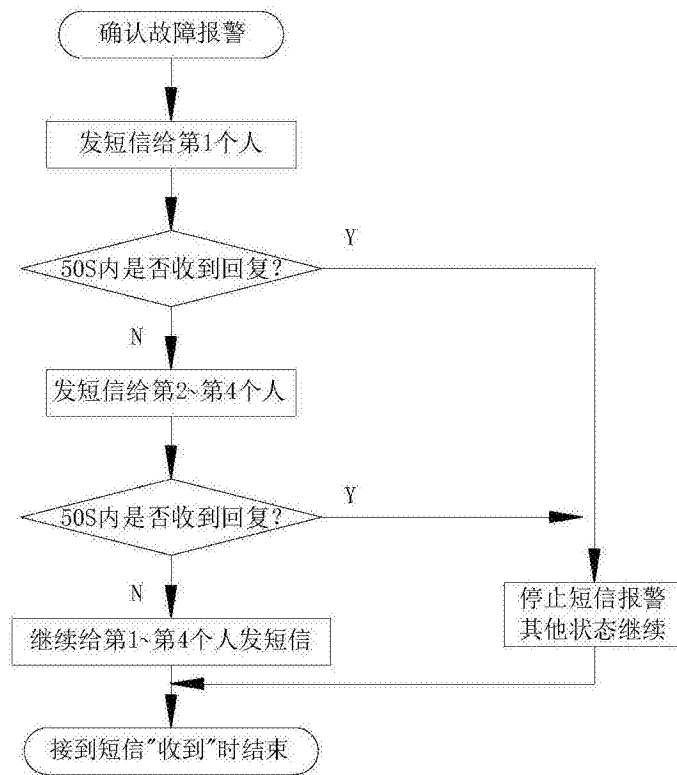 确认故障报警
发短信给第1个人
Y
50S内是否收到回复?
N
发短信给第2~第4个人
Y
50S内是否收到回复?
N
停止短信报警
其他状态继续
继续给第1~第4个人发短信
接到短信"收到"时结束